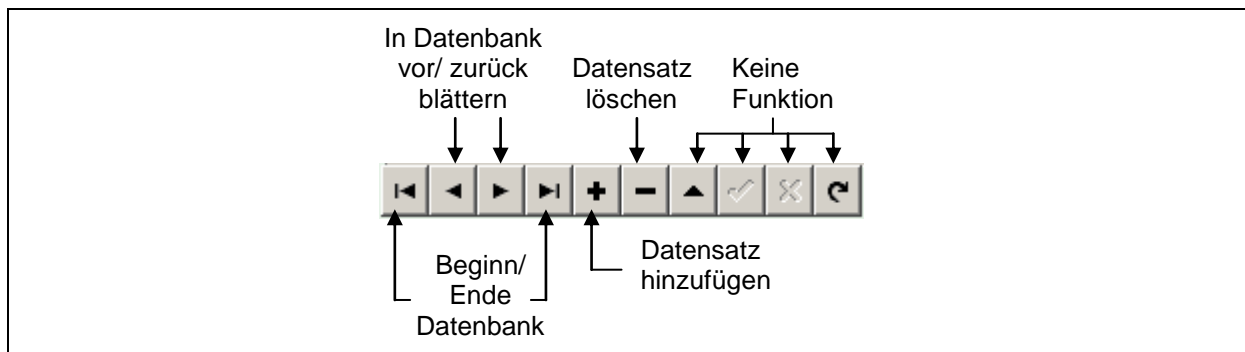 In Datenbank
vor/ zurück
blättern
Datensatz
löschen
Keine
Funktion
Beginn/
Ende
Datenbank
Datensatz
hinzufügen